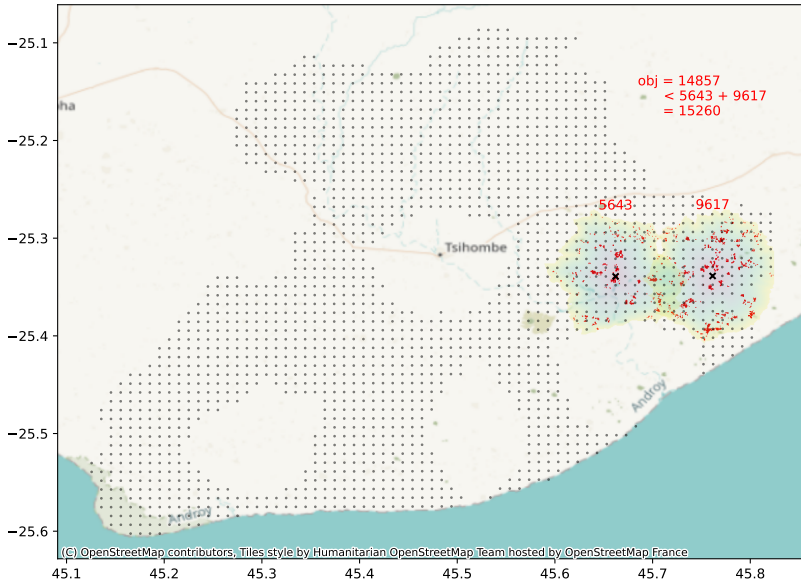 −25.1
−25.2
−25.3
−25.4
−25.5
−25.6
obj = 14857
< 5643 + 9617
= 15260
ha
5643
9617
Tsihombe
Androy
Androy
(C) OpenStreetMap contributors, Tiles style by Humanitarian OpenStreetMap Team hosted by OpenStreetMap France
45.1
45.2
45.3
45.4
45.5
45.6
45.7
45.8